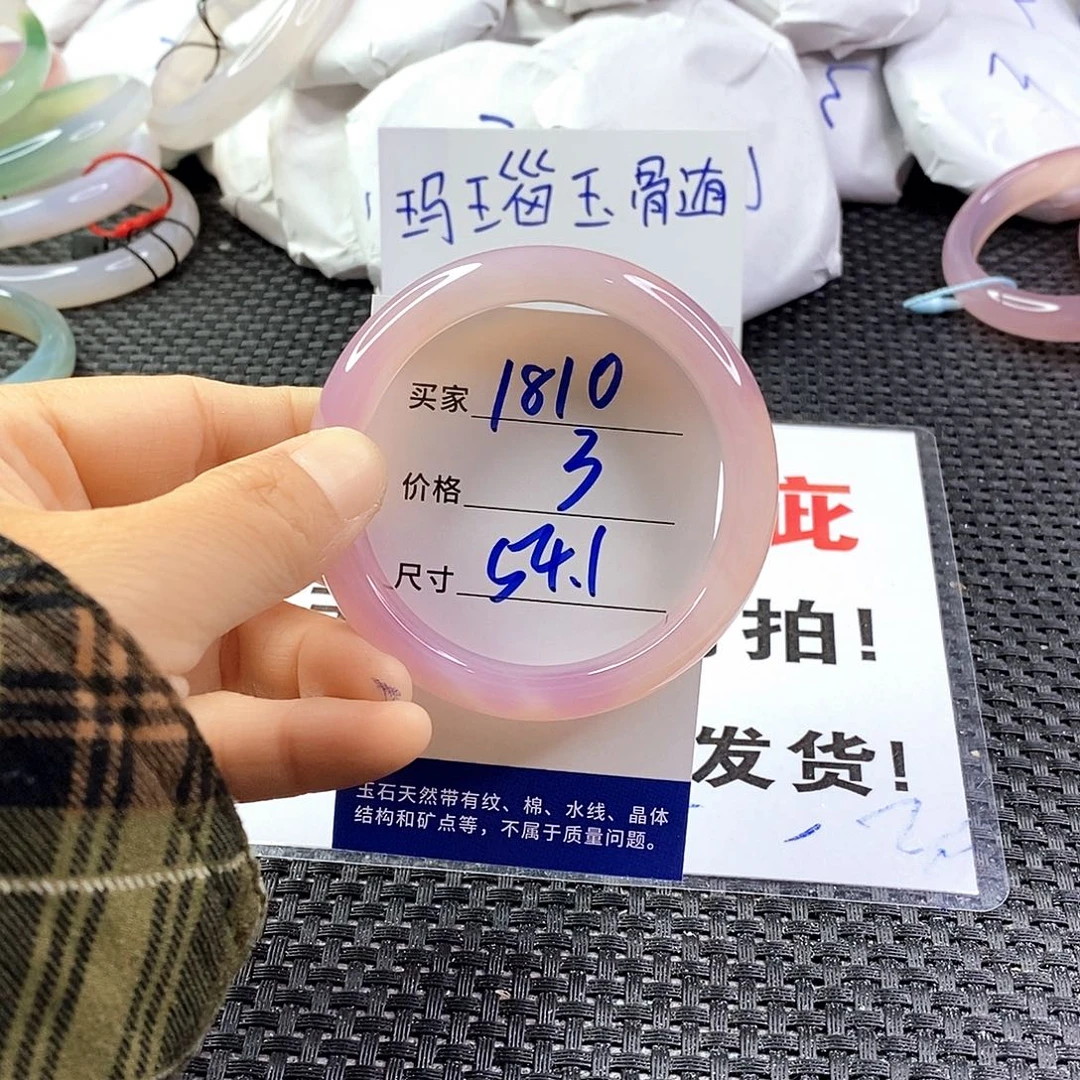 玛瑙玉骨髓
买家 1810
价格 3
尺寸 54.1
玉石天然带有纹、棉、水线、晶体
结构和矿点等，不属于质量问题。
疵
拍！
发货！